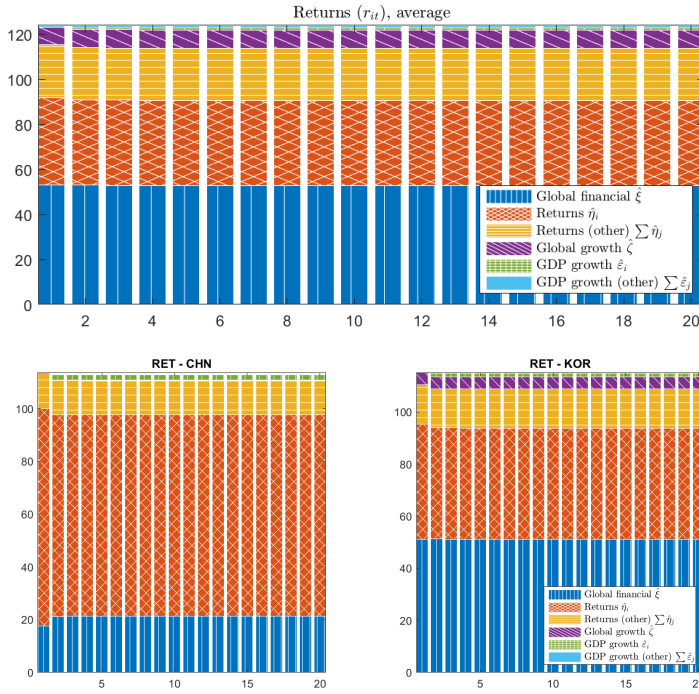 Returns (r_{it}), average
120
100
80
60
40
20
0
2 4 6 8 10 12 14 16 18 20
Global financial ξ̂
Returns η̂_i
Returns (other) ∑ η̂_j
Global growth ζ̂
GDP growth ε̂_i
GDP growth (other) ∑ ε̂_j
RET - CHN
100
80
60
40
20
0
5 10 15 20
RET - KOR
100
80
60
40
20
0
5 10 15 20
Global financial ξ̂
Returns η̂_i
Returns (other) ∑ η̂_j
Global growth ζ̂
GDP growth ε̂_i
GDP growth (other) ∑ ε̂_j